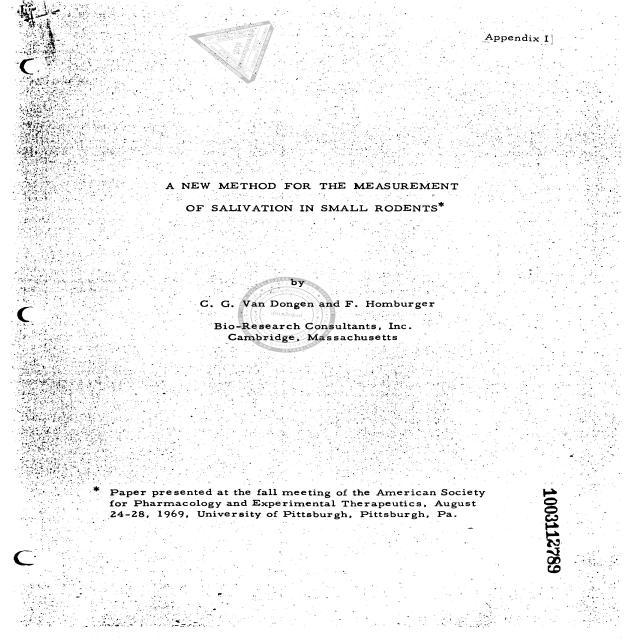 Appendix I
A NEW METHOD FOR THE MEASUREMENT
OF SALIVATION IN SMALL RODENTS*
by
C. G. Van Dongen and F. Homburger
Bio-Research Consultants, Inc.
Cambridge, Massachusetts
* Paper presented at the fall meeting of the American Society
for Pharmacology and Experimental Therapeutics, August
24-28, 1969, University of Pittsburgh, Pittsburgh, Pa.
1003112789